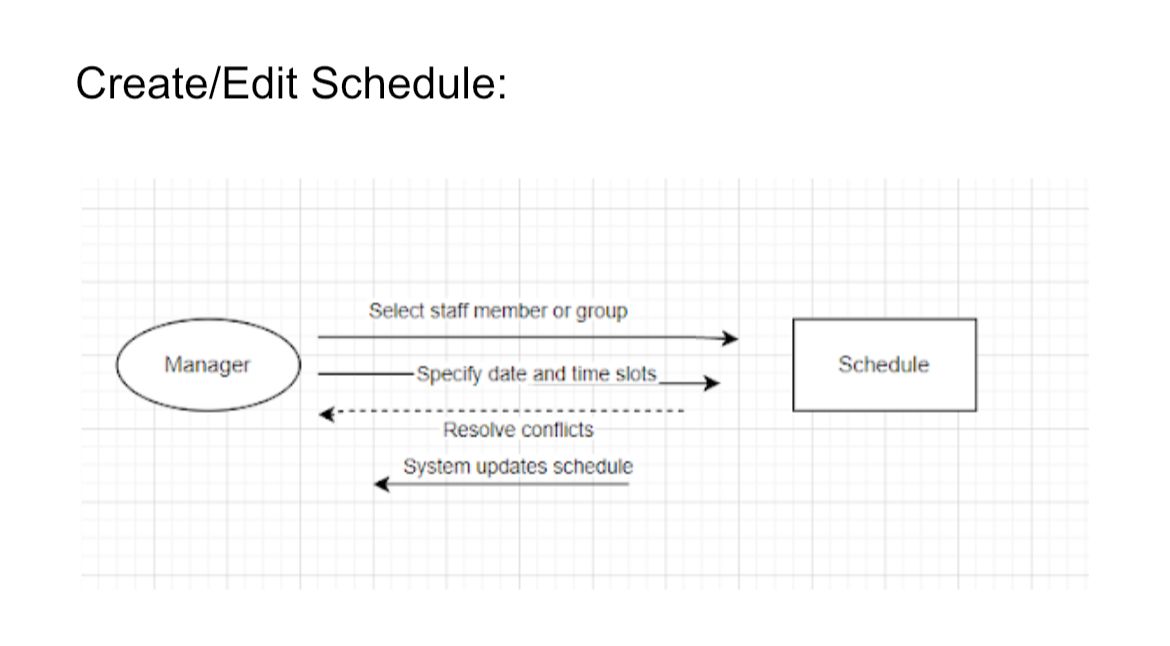 Create/Edit Schedule:
Select staff member or group
Manager
Specify date and time slots
Schedule
Resolve conflicts
System updates schedule